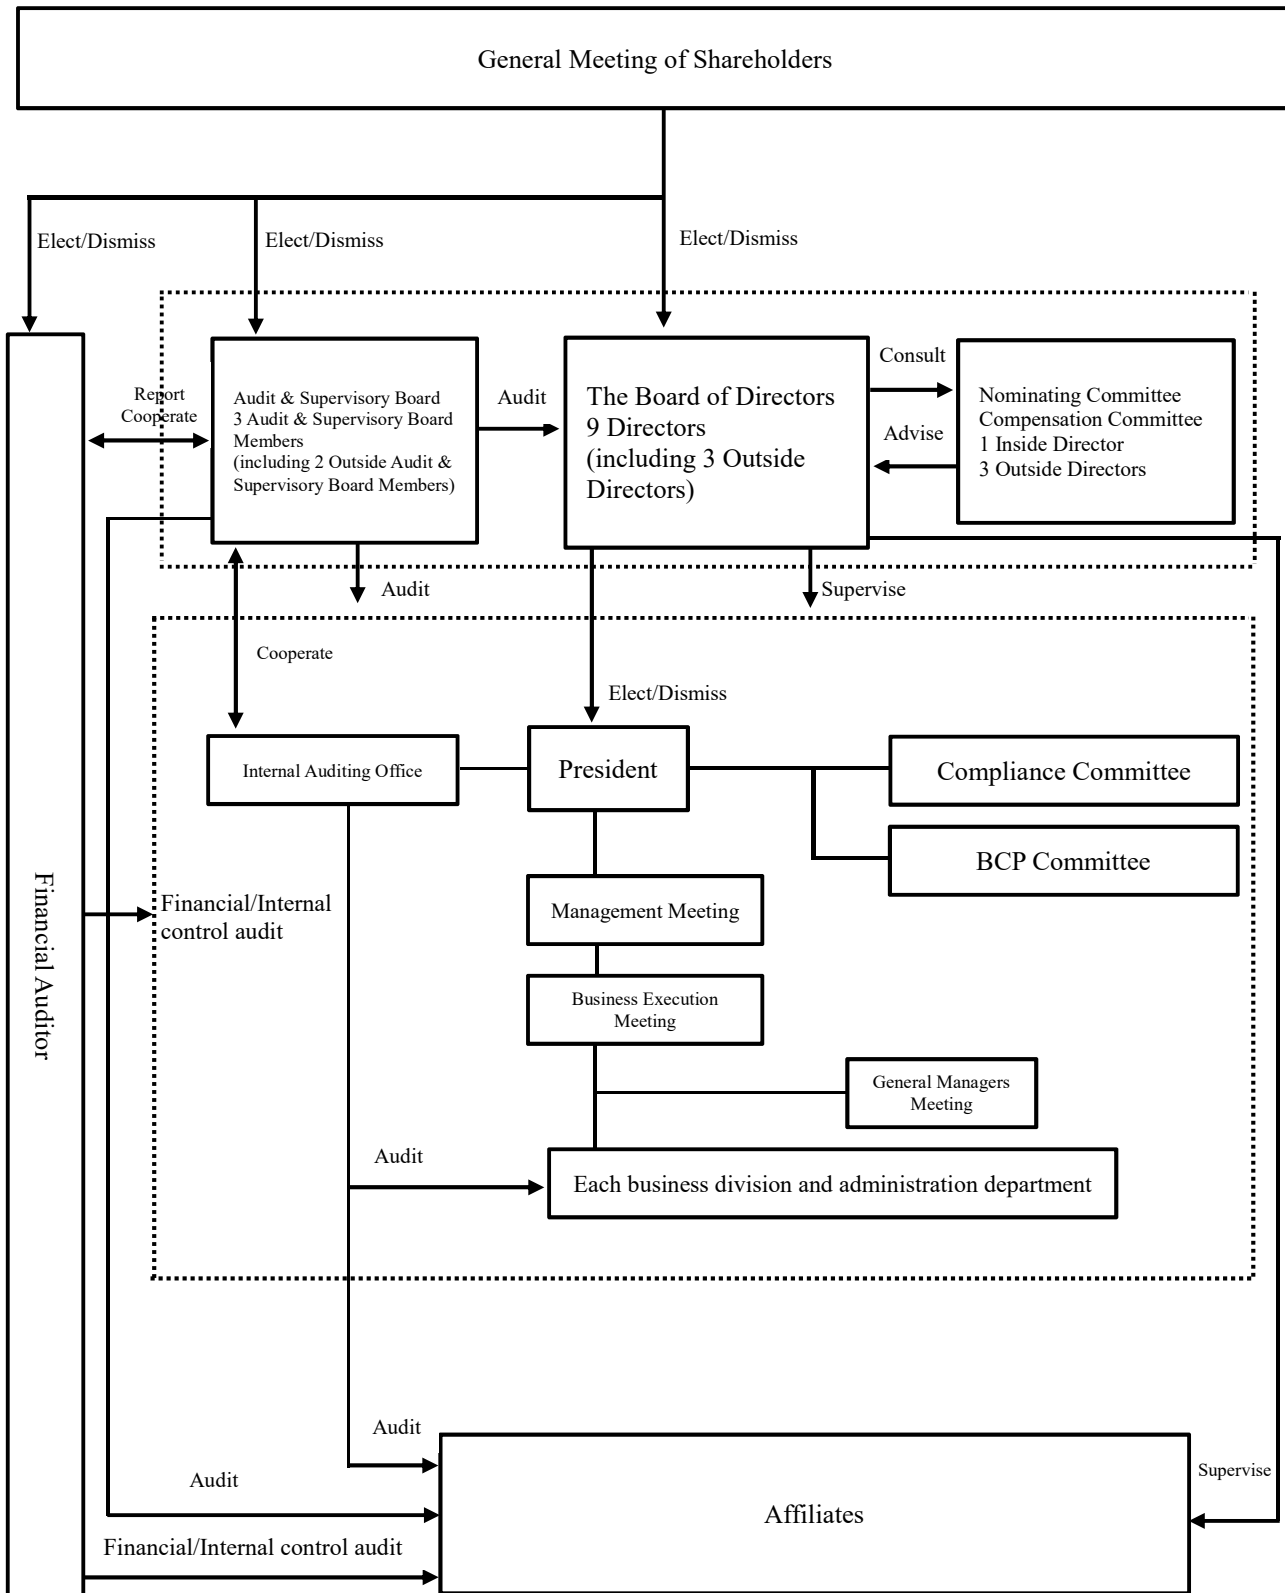 General Meeting of Shareholders
Elect/Dismiss
Elect/Dismiss
Elect/Dismiss
Report
Cooperate
Audit & Supervisory Board
3 Audit & Supervisory Board
Members
(including 2 Outside Audit &
Supervisory Board Members)
Audit
The Board of Directors
9 Directors
(including 3 Outside
Directors)
Consult
Advise
Nominating Committee
Compensation Committee
1 Inside Director
3 Outside Directors
Audit
Supervise
Cooperate
Elect/Dismiss
Internal Auditing Office
President
Compliance Committee
BCP Committee
Financial Auditor
Financial/Internal
control audit
Management Meeting
Business Execution
Meeting
General Managers
Meeting
Audit
Each business division and administration department
Audit
Audit
Financial/Internal control audit
Affiliates
Supervise